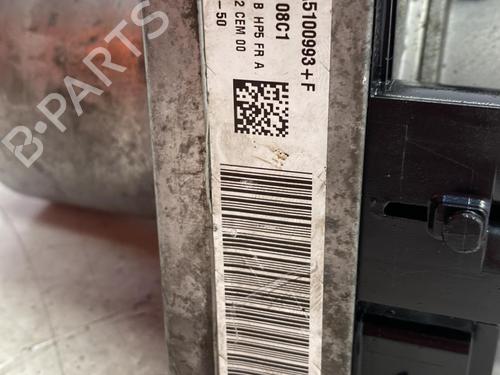 5100993+F
08C1
B HP5 FR A
2 CEM 00
-50
B-PARTS